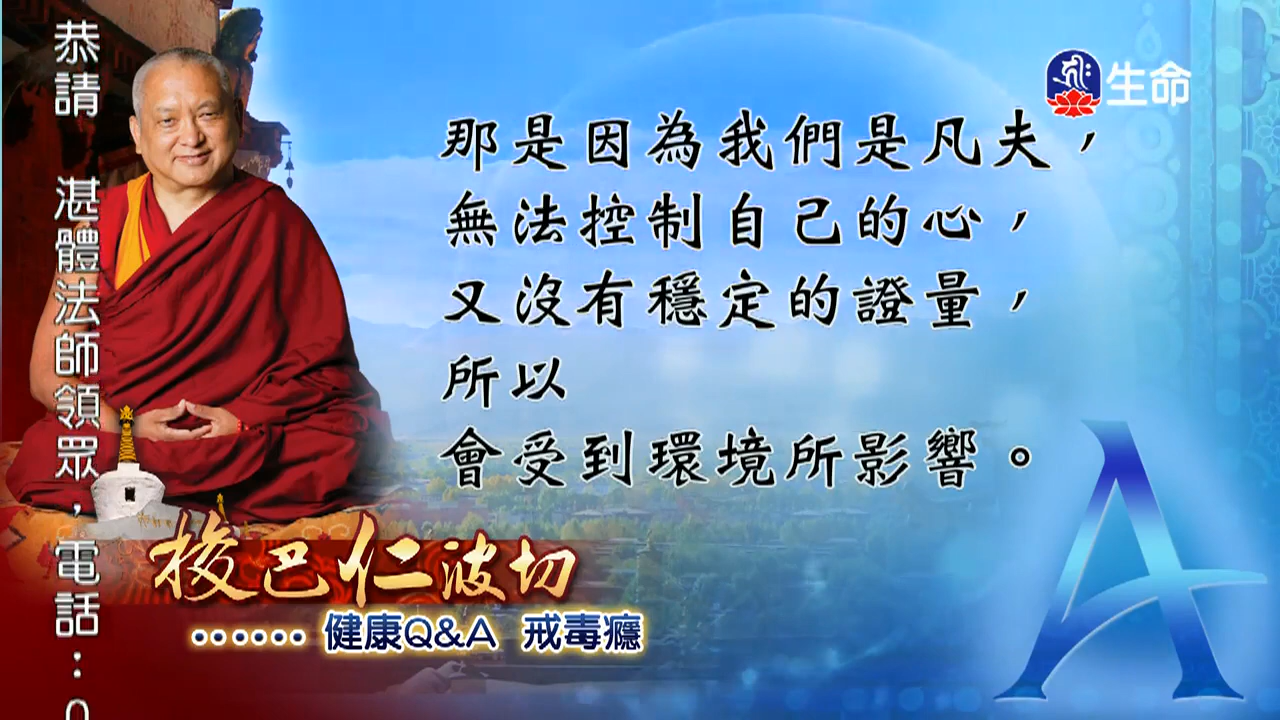 恭請 湛體法師領眾，電話：0
生命
那是因為我們是凡夫，
無法控制自己的心，
又沒有穩定的證量，
所以
會受到環境所影響。
梭巴仁波切
……健康Q&A 戒毒癮
A